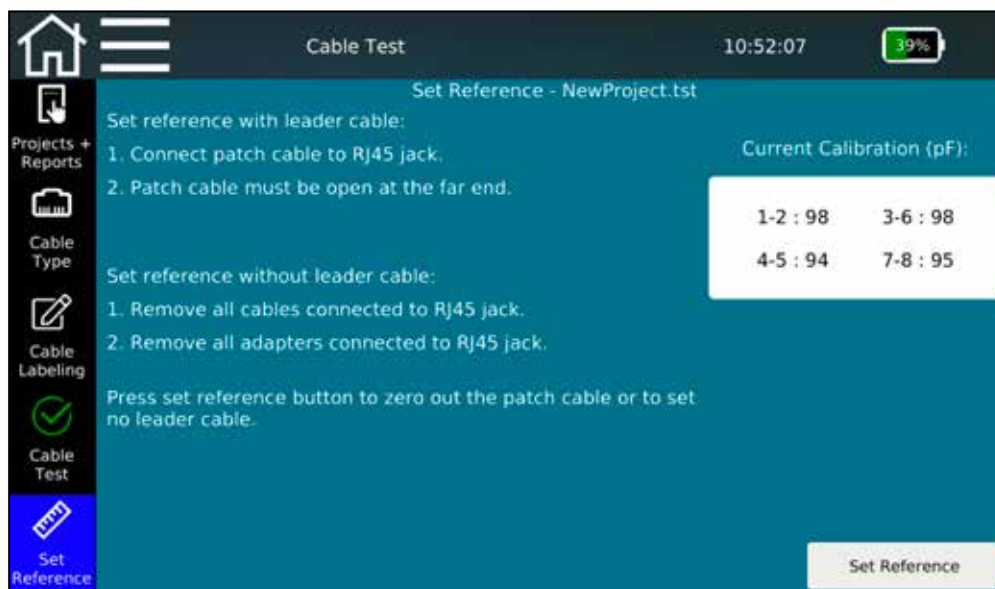 Cable Test
10:52:07
39%
Projects +
Reports
Cable
Type
Cable
Labeling
Cable
Test
Set
Reference
Set Reference - NewProject.tst
Set reference with leader cable:
1. Connect patch cable to RJ45 jack.
2. Patch cable must be open at the far end.
Set reference without leader cable:
1. Remove all cables connected to RJ45 jack.
2. Remove all adapters connected to RJ45 jack.
Press set reference button to zero out the patch cable or to set
no leader cable.
Current Calibration (pF):
1-2 : 98 3-6 : 98
4-5 : 94 7-8 : 95
Set Reference